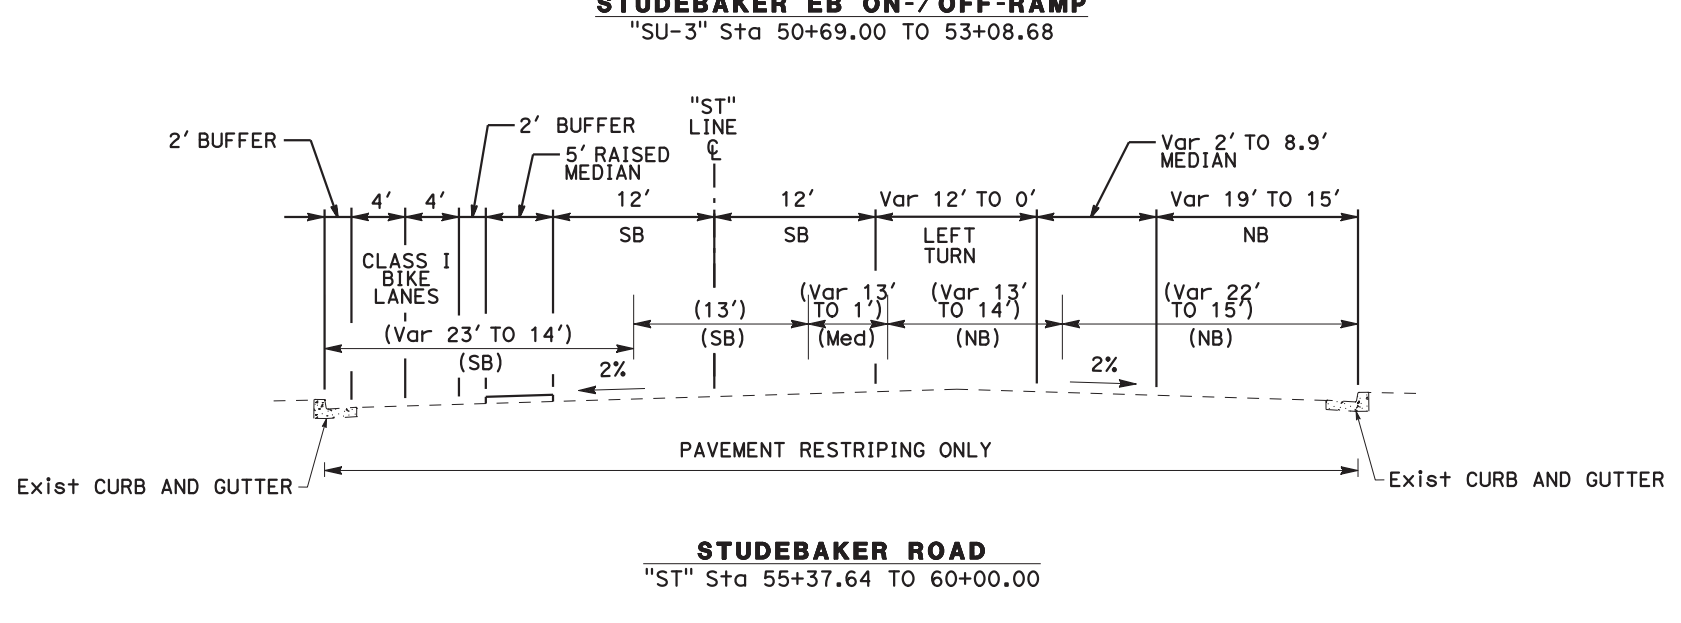 STUDEBAKER EB ON-/OFF-RAMP
"SU-3" Sta 50+69.00 TO 53+08.68
"ST"
LINE
℄
2' BUFFER
2' BUFFER
5' RAISED
MEDIAN
Var 2' TO 8.9'
MEDIAN
4'
4'
12'
12'
Var 12' TO 0'
Var 19' TO 15'
SB
SB
LEFT
TURN
NB
CLASS I
BIKE
LANES
(Var 23' TO 14')
(SB)
(13')
(SB)
(Var 13'
TO 1')
(Med)
(Var 13'
TO 14')
(NB)
(Var 22'
TO 15')
(NB)
2%
2%
PAVEMENT RESTRIPING ONLY
Exist CURB AND GUTTER
Exist CURB AND GUTTER
STUDEBAKER ROAD
"ST" Sta 55+37.64 TO 60+00.00